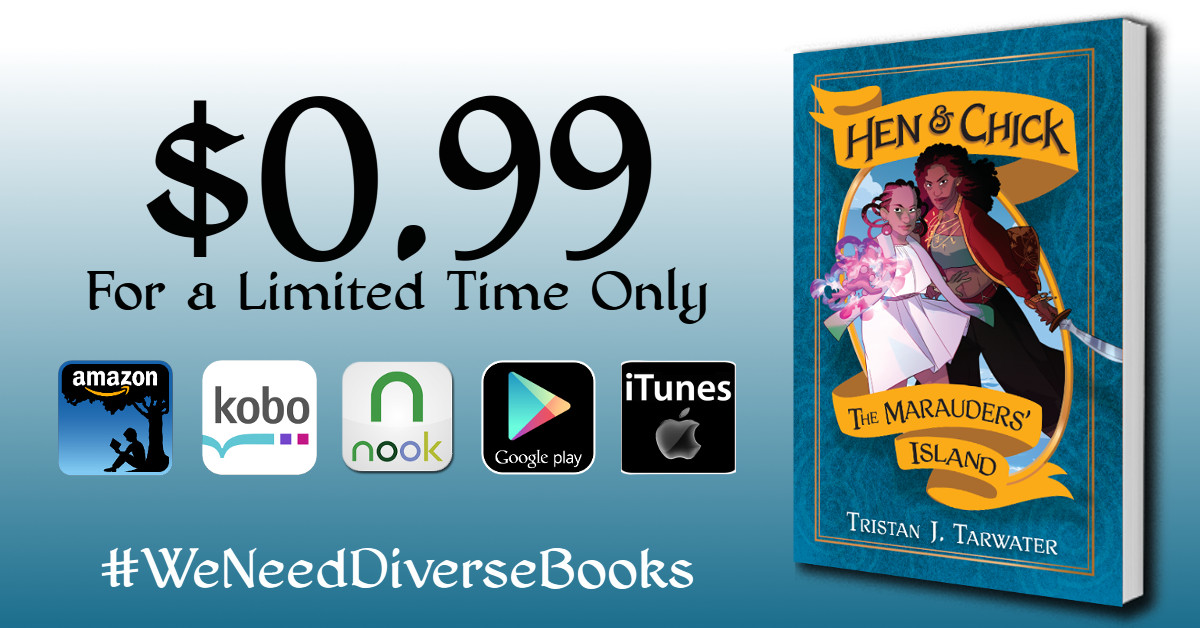 $0.99
For a Limited Time Only
amazon
kobo
nook
Google play
iTunes
#WeNeedDiverseBooks
HEN & CHICK
THE MARAUDERS'
ISLAND
TRISTAN J. TARWATER